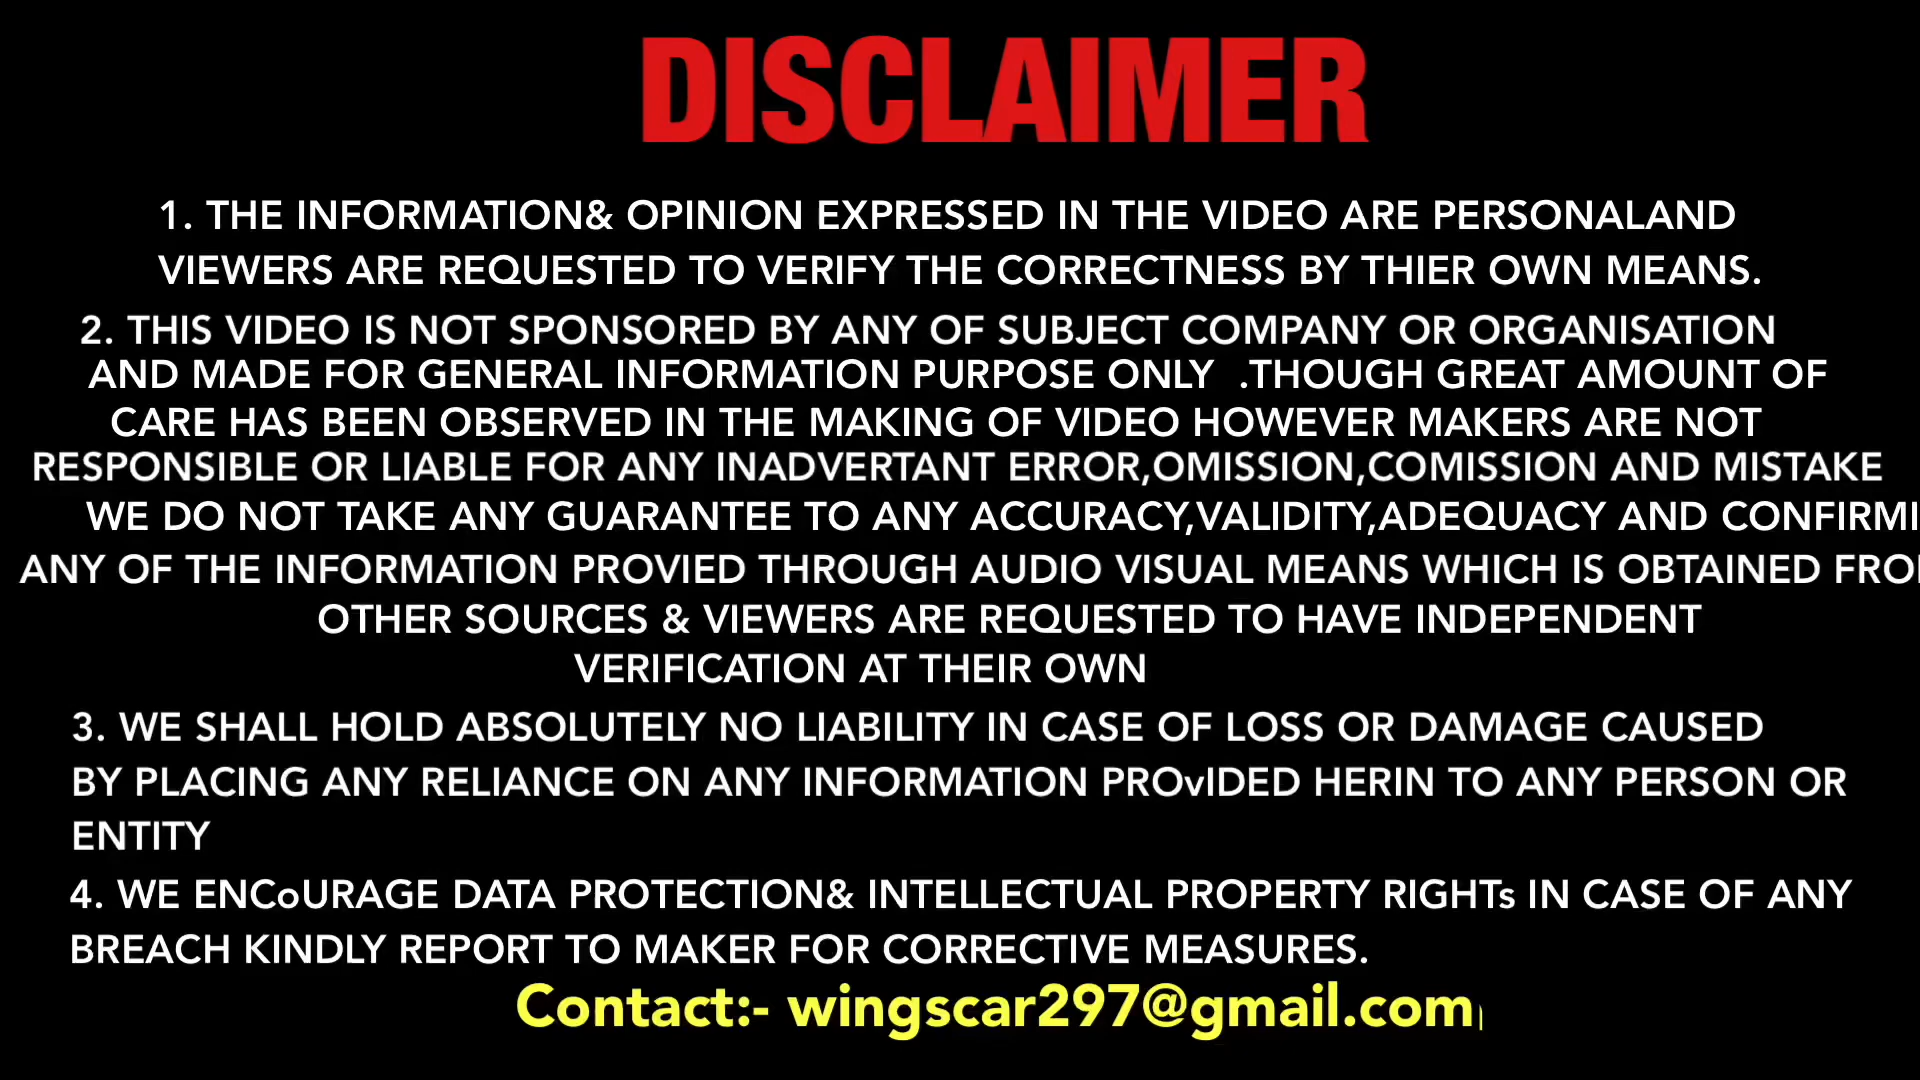 DISCLAIMER
1. THE INFORMATION& OPINION EXPRESSED IN THE VIDEO ARE PERSONALAND
VIEWERS ARE REQUESTED TO VERIFY THE CORRECTNESS BY THIER OWN MEANS.
2. THIS VIDEO IS NOT SPONSORED BY ANY OF SUBJECT COMPANY OR ORGANISATION
AND MADE FOR GENERAL INFORMATION PURPOSE ONLY .THOUGH GREAT AMOUNT OF
CARE HAS BEEN OBSERVED IN THE MAKING OF VIDEO HOWEVER MAKERS ARE NOT
RESPONSIBLE OR LIABLE FOR ANY INADVERTANT ERROR,OMISSION,COMISSION AND MISTAKE
WE DO NOT TAKE ANY GUARANTEE TO ANY ACCURACY,VALIDITY,ADEQUACY AND CONFIRMI
ANY OF THE INFORMATION PROVIED THROUGH AUDIO VISUAL MEANS WHICH IS OBTAINED FRO
OTHER SOURCES & VIEWERS ARE REQUESTED TO HAVE INDEPENDENT
VERIFICATION AT THEIR OWN
3. WE SHALL HOLD ABSOLUTELY NO LIABILITY IN CASE OF LOSS OR DAMAGE CAUSED
BY PLACING ANY RELIANCE ON ANY INFORMATION PROvIDED HERIN TO ANY PERSON OR
ENTITY
4. WE ENCoURAGE DATA PROTECTION& INTELLECTUAL PROPERTY RIGHTs IN CASE OF ANY
BREACH KINDLY REPORT TO MAKER FOR CORRECTIVE MEASURES.
Contact:- wingscar297@gmail.com